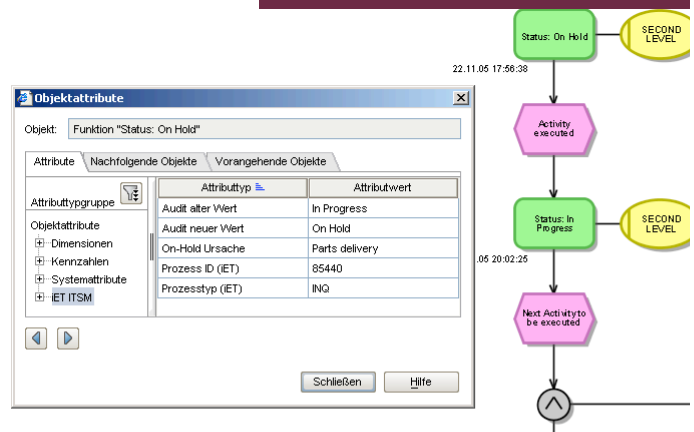 Objektattribute
Objekt: Funktion "Status: On Hold"
Attribute Nachfolgende Objekte Vorangehende Objekte
Attributtypgruppe
Objektattribute
Dimensionen
Kennzahlen
Systemattribute
iET ITSM
Attributtyp Attributwert
Audit alter Wert In Progress
Audit neuer Wert On Hold
On-Hold Ursache Parts delivery
Prozess ID (iET) 85440
Prozesstyp (iET) INQ
Schließen Hilfe
Status: On Hold
SECOND
LEVEL
22.11.05 17:56:38
Activity
executed
Status: In
Progress
SECOND
LEVEL
.05 20:02:25
Next Activity to
be executed